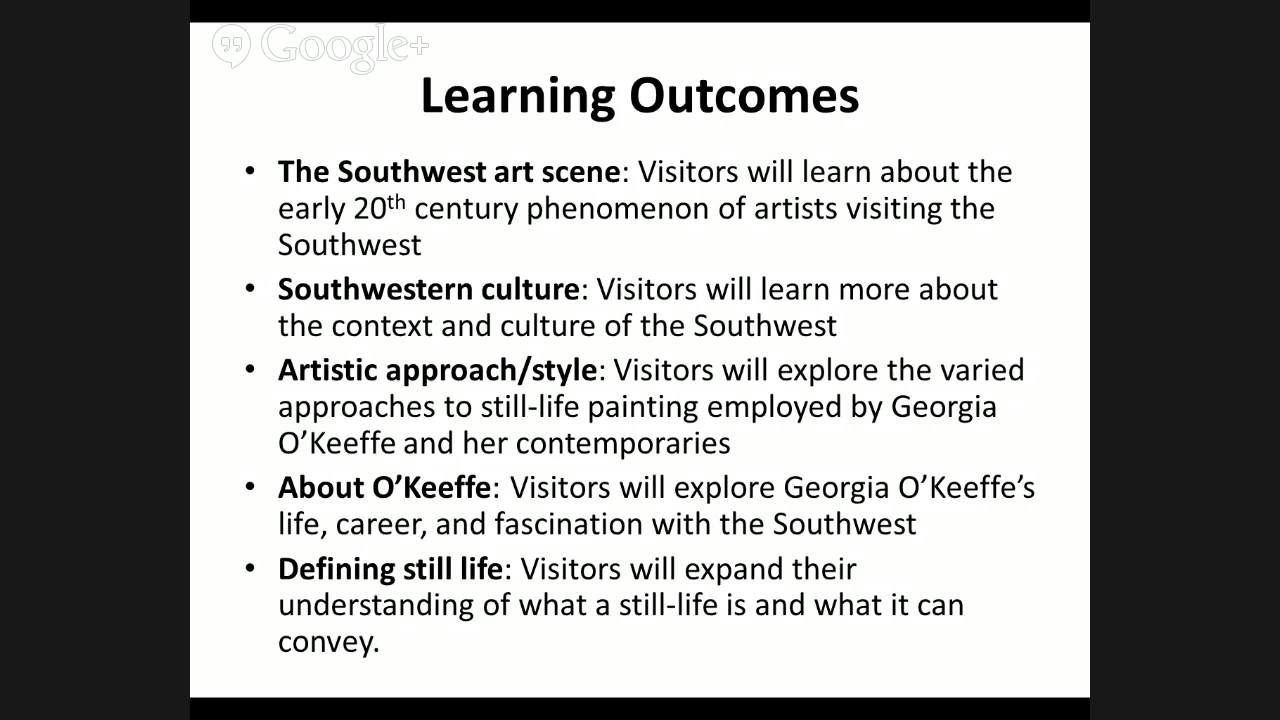 Google+
Learning Outcomes
• The Southwest art scene: Visitors will learn about the
early 20th century phenomenon of artists visiting the
Southwest
• Southwestern culture: Visitors will learn more about
the context and culture of the Southwest
• Artistic approach/style: Visitors will explore the varied
approaches to still-life painting employed by Georgia
O’Keeffe and her contemporaries
• About O’Keeffe: Visitors will explore Georgia O’Keeffe’s
life, career, and fascination with the Southwest
• Defining still life: Visitors will expand their
understanding of what a still-life is and what it can
convey.